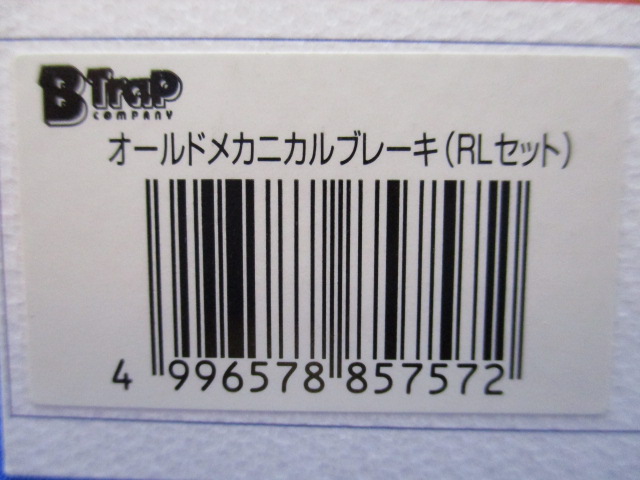 B TraP
COMPANY
オールドメカニカルブレーキ(RLセット)
4 996578 857572